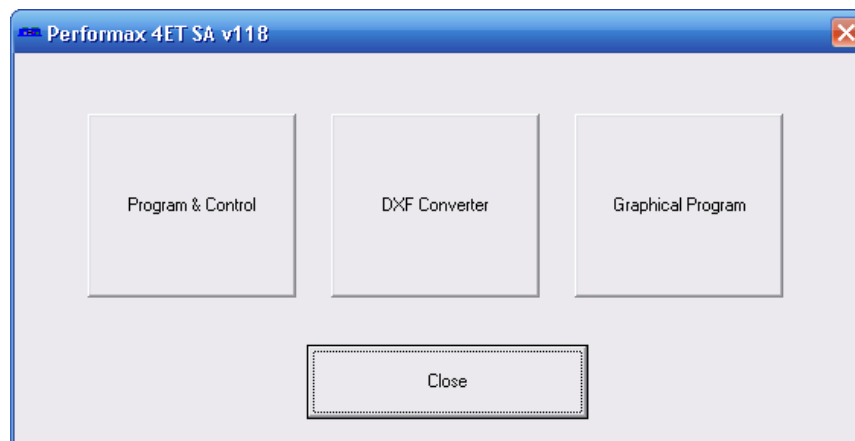 Performax 4ET SA v118
Program & Control
DXF Converter
Graphical Program
Close